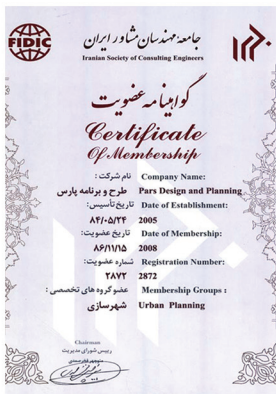 FIDIC
جامعه مهندسان مشاور ایران
Iranian Society of Consulting Engineers
گواهینامه عضویت
Certificate
Of Membership
نام شرکت : Company Name:
طرح و برنامه پارس Pars Design and Planning
تاریخ تأسیس: Date of Establishment:
۸۴/۰۵/۲۴ 2005
تاریخ عضویت: Date of Membership:
۸۶/۱۱/۱۵ 2008
شماره عضویت: Registration Number:
۲۸۷۲ 2872
عضو گروه های تخصصی : Membership Groups :
شهرسازی Urban Planning
Chairman
رییس شورای مدیریت